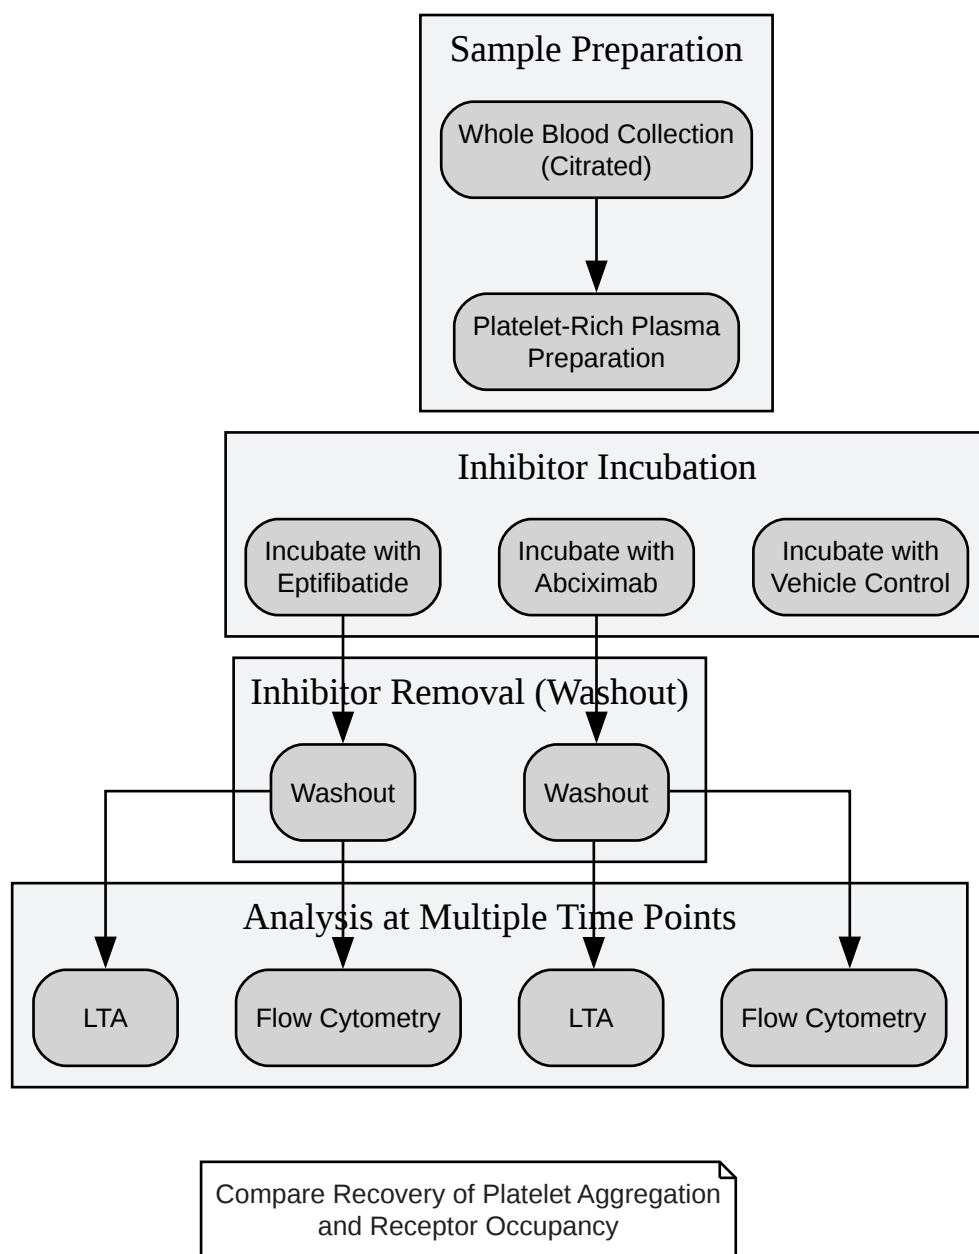 Sample Preparation
Whole Blood Collection
(Citrated)
Platelet-Rich Plasma
Preparation
Inhibitor Incubation
Incubate with
Eptifibatide
Incubate with
Abciximab
Incubate with
Vehicle Control
Inhibitor Removal (Washout)
Washout
Washout
Analysis at Multiple Time Points
LTA
Flow Cytometry
LTA
Flow Cytometry
Compare Recovery of Platelet Aggregation
and Receptor Occupancy